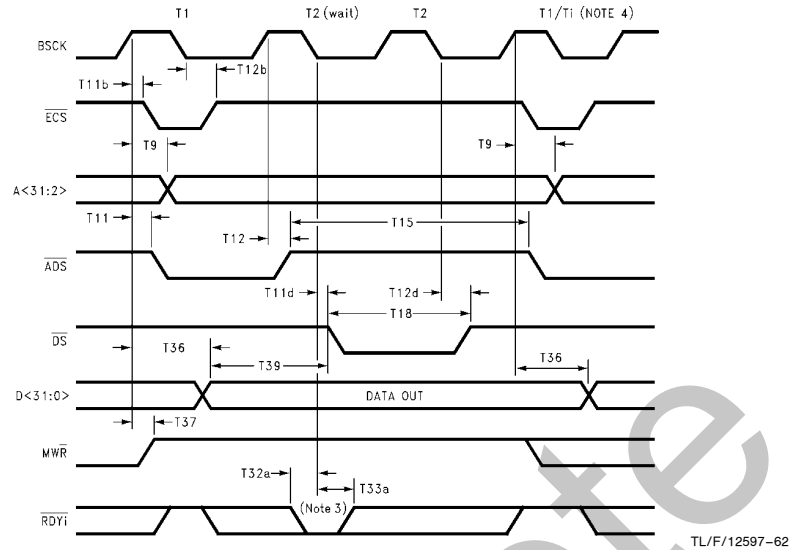 T1 T2 (wait) T2 T1/Ti (NOTE 4)
BSCK
T11b T12b
ECS
T9 T9
A<31:2>
T11 T15
T12
ADS
T11d T12d
T18
DS
T36 T39 T36
D<31:0> DATA OUT
T37
MWR
T32a T33a
(Note 3)
RDYi
TL/F/12597-62
ete